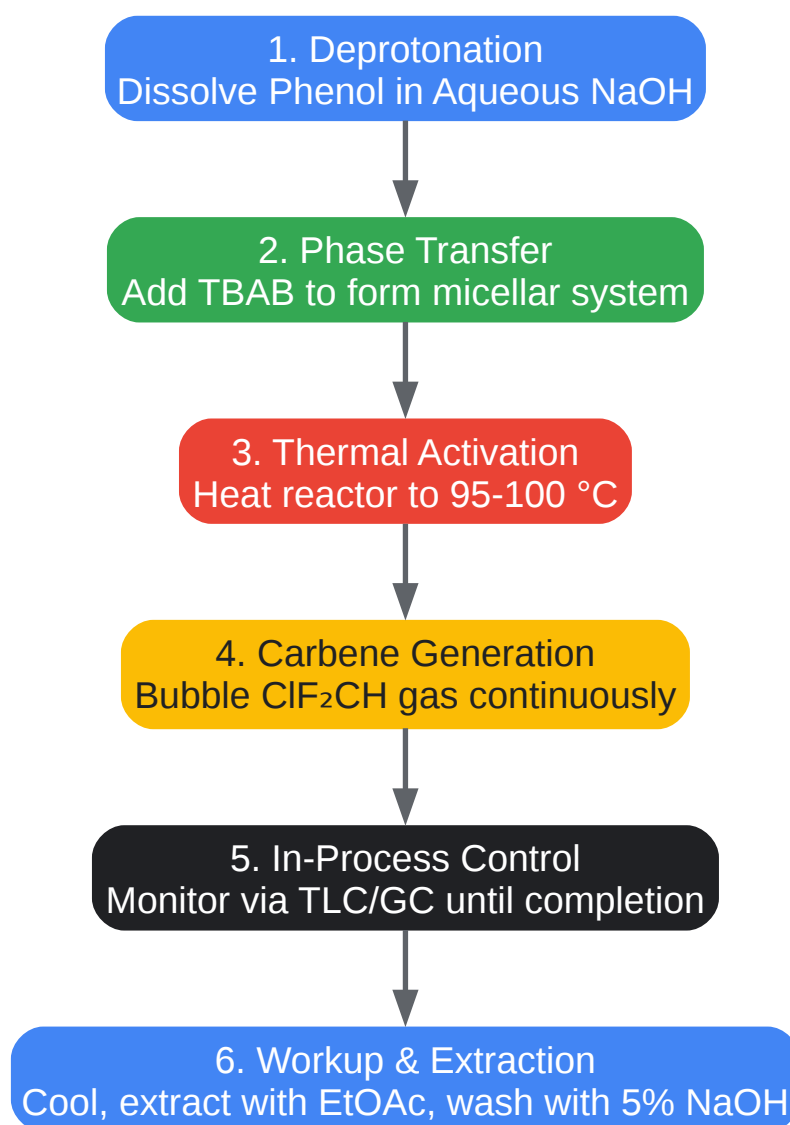 1. Deprotonation
Dissolve Phenol in Aqueous NaOH
2. Phase Transfer
Add TBAB to form micellar system
3. Thermal Activation
Heat reactor to 95-100 °C
4. Carbene Generation
Bubble ClF₂CH gas continuously
5. In-Process Control
Monitor via TLC/GC until completion
6. Workup & Extraction
Cool, extract with EtOAc, wash with 5% NaOH